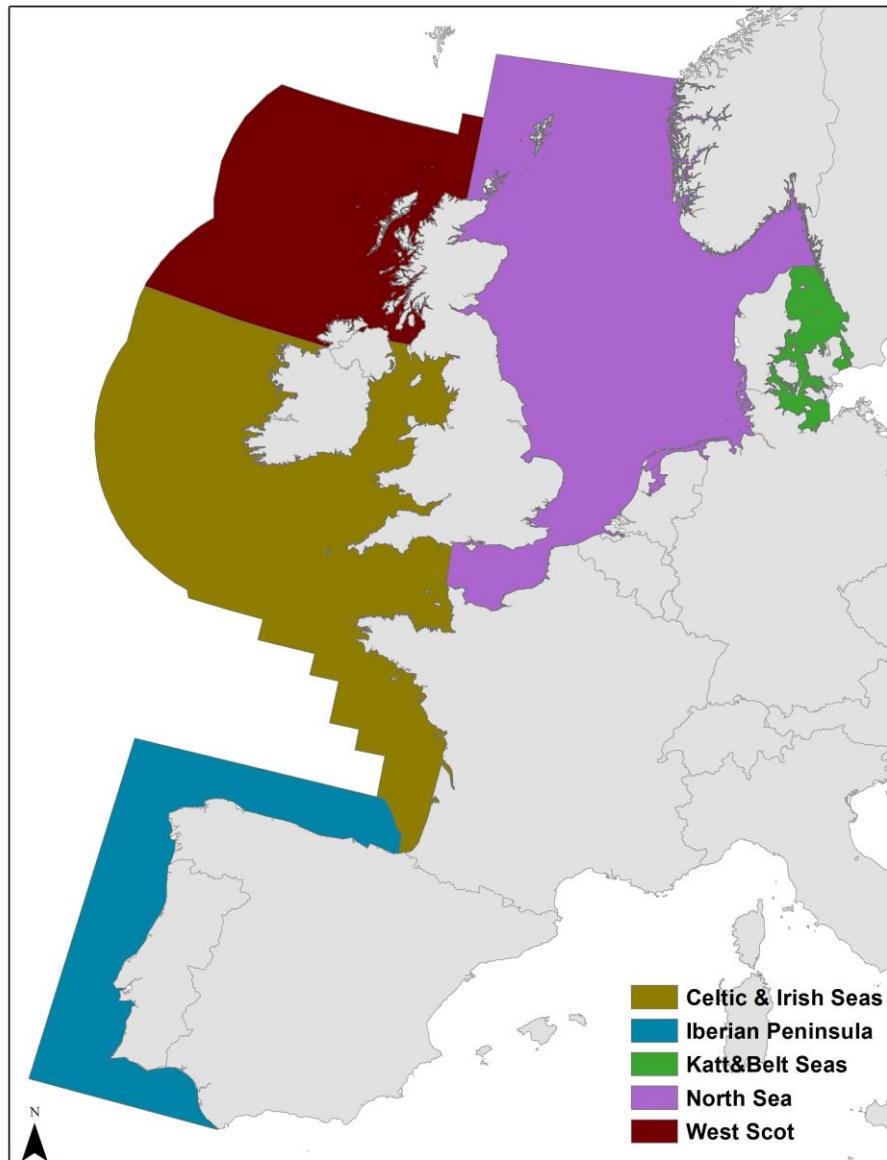 Celtic & Irish Seas
Iberian Peninsula
Katt&Belt Seas
North Sea
West Scot
N